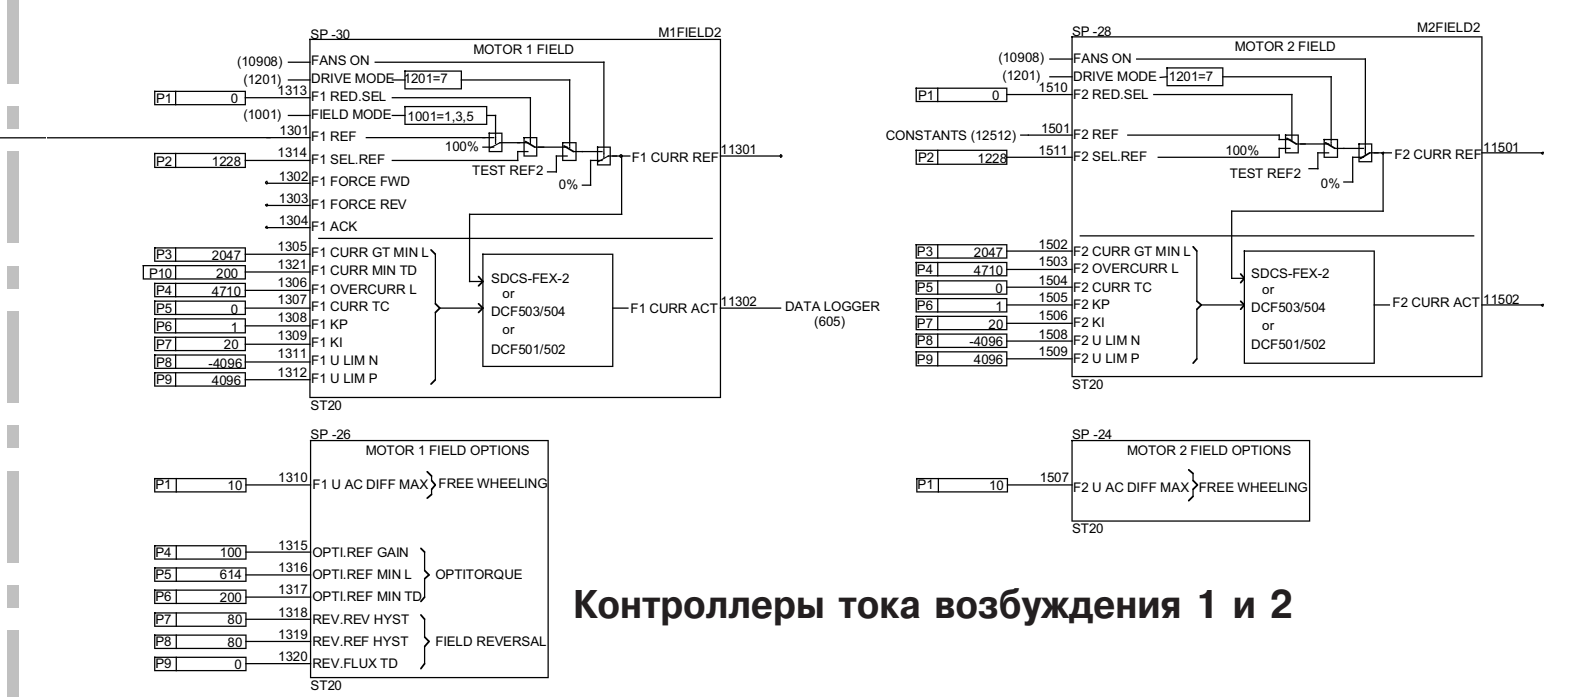 SP -30 M1FIELD2
MOTOR 1 FIELD
(10908) FANS ON
(1201) DRIVE MODE 1201=7
P1 0 1313 F1 RED.SEL
(1001) FIELD MODE 1001=1,3,5
1301 F1 REF
100%
P2 1228 1314 F1 SEL.REF
TEST REF2
0%
F1 CURR REF 11301
1302 F1 FORCE FWD
1303 F1 FORCE REV
1304 F1 ACK
P3 2047 1305 F1 CURR GT MIN L
P10 200 1321 F1 CURR MIN TD
P4 4710 1306 F1 OVERCURR L
P5 0 1307 F1 CURR TC
P6 1 1308 F1 KP
P7 20 1309 F1 KI
P8 -4096 1311 F1 U LIM N
P9 4096 1312 F1 U LIM P
SDCS-FEX-2
or
DCF503/504
or
DCF501/502
F1 CURR ACT 11302 DATA LOGGER
(605)
ST20
SP -28 M2FIELD2
MOTOR 2 FIELD
(10908) FANS ON
(1201) DRIVE MODE 1201=7
P1 0 1510 F2 RED.SEL
CONSTANTS (12512) 1501 F2 REF
P2 1228 1511 F2 SEL.REF
100%
TEST REF2
0%
F2 CURR REF 11501
P3 2047 1502 F2 CURR GT MIN L
P4 4710 1503 F2 OVERCURR L
P5 0 1504 F2 CURR TC
P6 1 1505 F2 KP
P7 20 1506 F2 KI
P8 -4096 1508 F2 U LIM N
P9 4096 1509 F2 U LIM P
SDCS-FEX-2
or
DCF503/504
or
DCF501/502
F2 CURR ACT 11502
ST20
SP -26
MOTOR 1 FIELD OPTIONS
P1 10 1310 F1 U AC DIFF MAX FREE WHEELING
P4 100 1315 OPTI.REF GAIN
P5 614 1316 OPTI.REF MIN L OPTITORQUE
P6 200 1317 OPTI.REF MIN TD
P7 80 1318 REV.REV HYST
P8 80 1319 REV.REF HYST FIELD REVERSAL
P9 0 1320 REV.FLUX TD
ST20
SP -24
MOTOR 2 FIELD OPTIONS
P1 10 1507 F2 U AC DIFF MAX FREE WHEELING
ST20
Контроллеры тока возбуждения 1 и 2